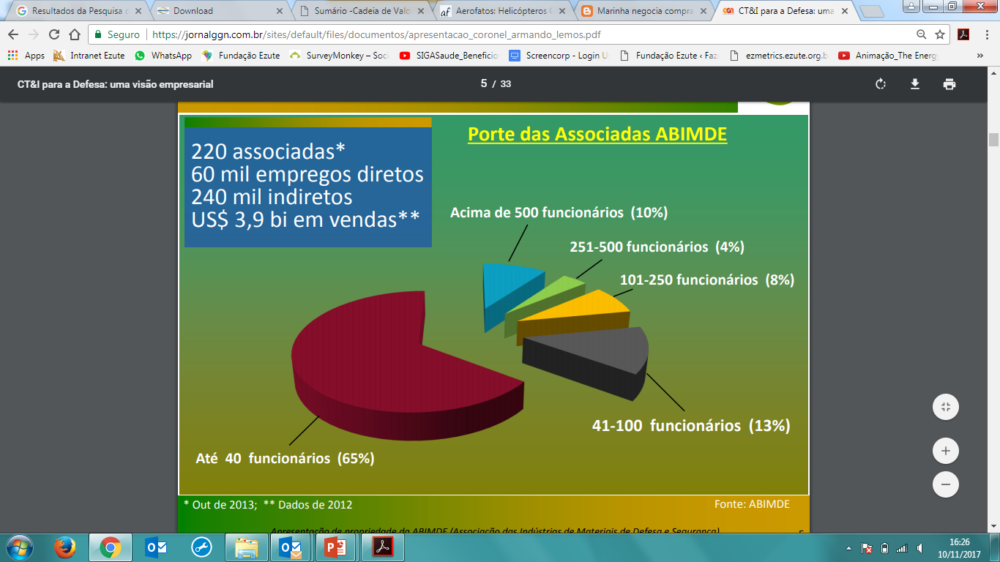 Resultados da Pesquisa d
Download
Sumário -Cadeia de Valo
Aerofatos: Helicópteros C
Marinha negocia compra
CT&I para a Defesa: uma
Seguro
https://jornalggn.com.br/sites/default/files/documentos/apresentacao_coronel_armando_lemos.pdf
Apps
Intranet Ezute
WhatsApp
Fundação Ezute
SurveyMonkey – Soc
SIGASaude_Beneficio
Screencorp - Login U
Fundação Ezute ‹ Faz
ezmetrics.ezute.org.b
Animação_The Energ
»
CT&I para a Defesa: uma visão empresarial
5 / 33
220 associadas*
60 mil empregos diretos
240 mil indiretos
US$ 3,9 bi em vendas**
Porte das Associadas ABIMDE
Acima de 500 funcionários (10%)
251-500 funcionários (4%)
101-250 funcionários (8%)
41-100 funcionários (13%)
Até 40 funcionários (65%)
* Out de 2013; ** Dados de 2012
Fonte: ABIMDE
Apresentação de propriedade da ABIMDE (Associação das Indústrias de Materiais de Defesa e Segurança)
16:26
10/11/2017